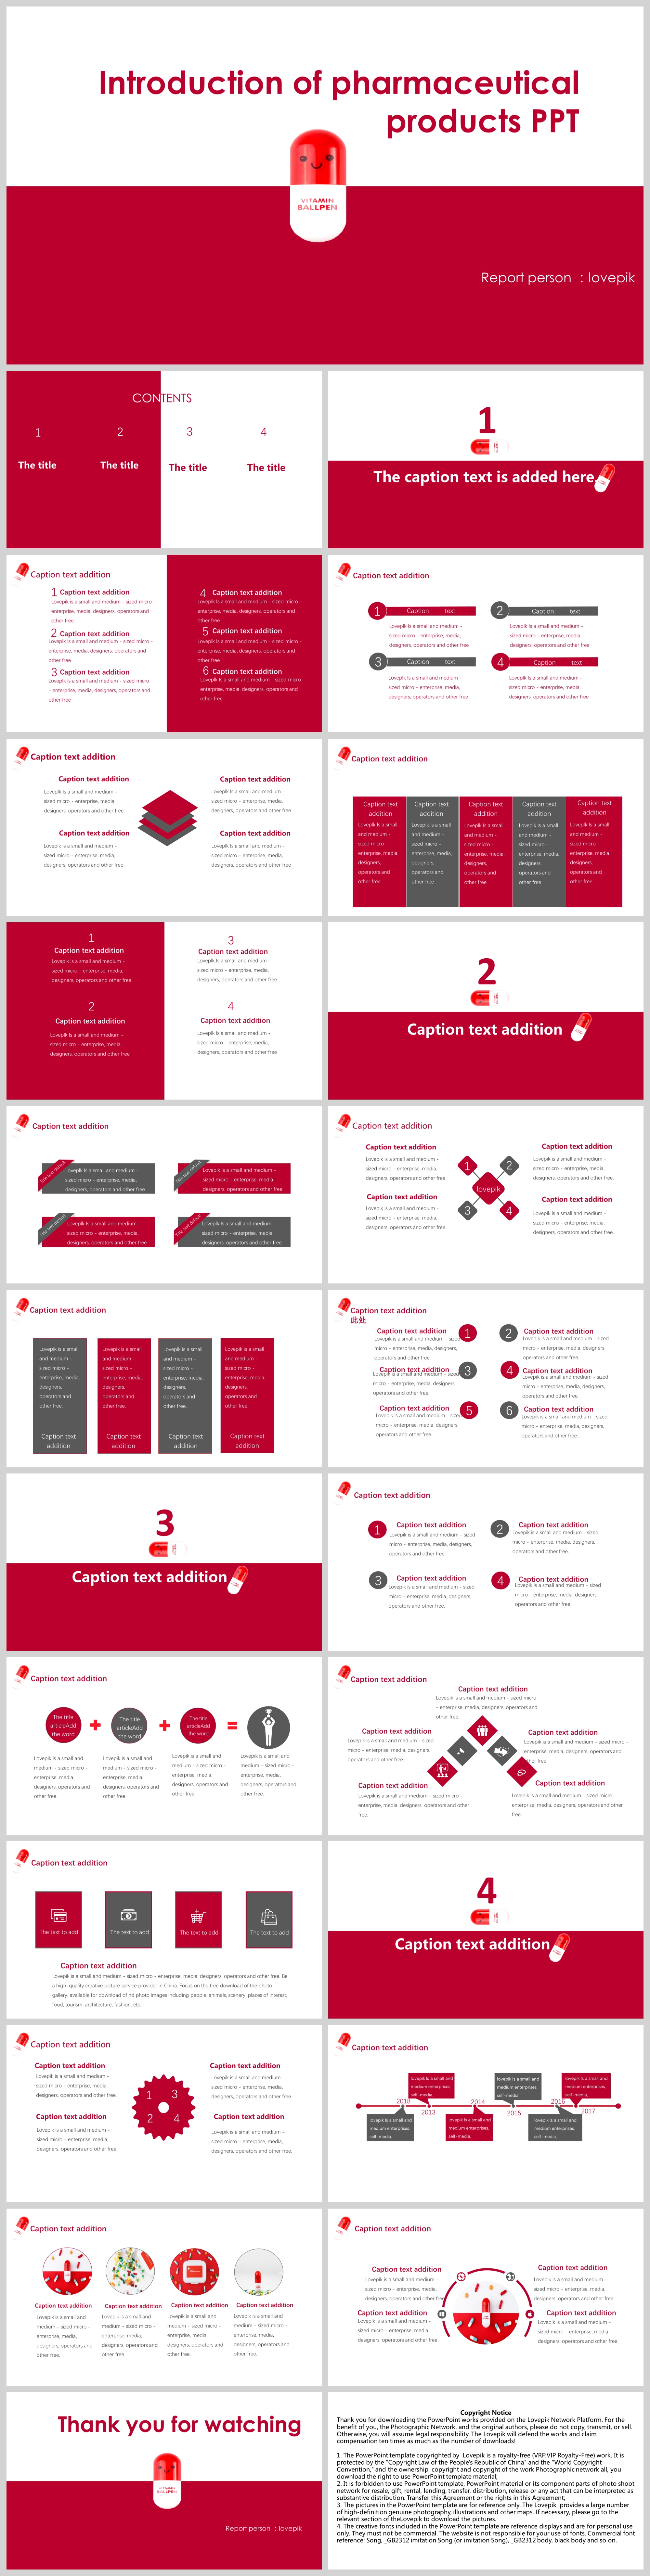 Introduction of pharmaceutical
products PPT
VITAMIN
BALLPEN
Report person ：lovepik
CONTENTS
1
2
3
4
The title
The title
The title
The title
1
The caption text is added here
Caption text addition
1 Caption text addition
Lovepik Is a small and medium - sized micro -
enterprise, media, designers, operators and
other free
2 Caption text addition
Lovepik Is a small and medium - sized micro -
enterprise, media, designers, operators and
other free
3 Caption text addition
Lovepik Is a small and medium - sized micro
- enterprise, media, designers, operators and
other free
4 Caption text addition
Lovepik Is a small and medium - sized micro -
enterprise, media, designers, operators and
other free
5 Caption text addition
Lovepik Is a small and medium - sized micro -
enterprise, media, designers, operators and
other free
6 Caption text addition
Lovepik Is a small and medium - sized micro -
enterprise, media, designers, operators and
other free
Caption text addition
1 Caption text
Lovepik Is a small and medium -
sized micro - enterprise, media,
designers, operators and other free
2 Caption text
Lovepik Is a small and medium -
sized micro - enterprise, media,
designers, operators and other free
3 Caption text
Lovepik Is a small and medium -
sized micro - enterprise, media,
designers, operators and other free
4 Caption text
Lovepik Is a small and medium -
sized micro - enterprise, media,
designers, operators and other free
Caption text addition
Caption text addition
Lovepik Is a small and medium -
sized micro - enterprise, media,
designers, operators and other free
Caption text addition
Lovepik Is a small and medium -
sized micro - enterprise, media,
designers, operators and other free
Caption text addition
Lovepik Is a small and medium -
sized micro - enterprise, media,
designers, operators and other free
Caption text addition
Lovepik Is a small and medium -
sized micro - enterprise, media,
designers, operators and other free
Caption text addition
Caption text
addition
Lovepik Is a small
and medium -
sized micro -
enterprise, media,
designers,
operators and
other free
Caption text
addition
Lovepik Is a small
and medium -
sized micro -
enterprise, media,
designers,
operators and
other free
Caption text
addition
Lovepik Is a small
and medium -
sized micro -
enterprise, media,
designers,
operators and
other free
Caption text
addition
Lovepik Is a small
and medium -
sized micro -
enterprise, media,
designers,
operators and
other free
Caption text
addition
Lovepik Is a small
and medium -
sized micro -
enterprise, media,
designers,
operators and
other free
1
Caption text addition
Lovepik Is a small and medium -
sized micro - enterprise, media,
designers, operators and other free
2
Caption text addition
Lovepik Is a small and medium -
sized micro - enterprise, media,
designers, operators and other free
3
Caption text addition
Lovepik Is a small and medium -
sized micro - enterprise, media,
designers, operators and other free
4
Caption text addition
Lovepik Is a small and medium -
sized micro - enterprise, media,
designers, operators and other free
2
Caption text addition
Caption text addition
Lovepik Is a small and medium -
sized micro - enterprise, media,
designers, operators and other free
Lovepik Is a small and medium -
sized micro - enterprise, media,
designers, operators and other free
Lovepik Is a small and medium -
sized micro - enterprise, media,
designers, operators and other free
Lovepik Is a small and medium -
sized micro - enterprise, media,
designers, operators and other free
Caption text addition
Caption text addition
Lovepik Is a small and medium -
sized micro - enterprise, media,
designers, operators and other free
Caption text addition
Lovepik Is a small and medium -
sized micro - enterprise, media,
designers, operators and other free
1
2
lovepik
3
4
Caption text addition
Lovepik Is a small and medium -
sized micro - enterprise, media,
designers, operators and other free
Caption text addition
Lovepik Is a small and medium -
sized micro - enterprise, media,
designers, operators and other free
Caption text addition
Lovepik Is a small
and medium -
sized micro -
enterprise, media,
designers,
operators and
other free.
Caption text
addition
Lovepik is a small
and medium -
sized micro -
enterprise, media,
designers,
operators and
other free.
Caption text
addition
Lovepik is a small
and medium -
sized micro -
enterprise, media,
designers,
operators and
other free.
Caption text
addition
Lovepik is a small
and medium -
sized micro -
enterprise, media,
designers,
operators and
other free.
Caption text
addition
Caption text addition
此处
Caption text addition 1
Lovepik is a small and medium - sized
micro - enterprise, media, designers,
operators and other free.
2 Caption text addition
Lovepik is a small and medium - sized
micro - enterprise, media, designers,
operators and other free.
Caption text addition 3
Lovepik is a small and medium - sized
micro - enterprise, media, designers,
operators and other free.
4 Caption text addition
Lovepik is a small and medium - sized
micro - enterprise, media, designers,
operators and other free.
Caption text addition 5
Lovepik is a small and medium - sized
micro - enterprise, media, designers,
operators and other free.
6 Caption text addition
Lovepik is a small and medium - sized
micro - enterprise, media, designers,
operators and other free.
3
Caption text addition
Caption text addition
1 Caption text addition
Lovepik is a small and medium - sized
micro - enterprise, media, designers,
operators and other free.
2 Caption text addition
Lovepik is a small and medium - sized
micro - enterprise, media, designers,
operators and other free.
3 Caption text addition
Lovepik is a small and medium - sized
micro - enterprise, media, designers,
operators and other free.
4 Caption text addition
Lovepik is a small and medium - sized
micro - enterprise, media, designers,
operators and other free.
Caption text addition
The title
articleAdd
the word
The title
articleAdd
the word
The title
articleAdd
the word
Lovepik is a small and
medium - sized micro -
enterprise, media,
designers, operators and
other free.
Lovepik is a small and
medium - sized micro -
enterprise, media,
designers, operators and
other free.
Lovepik is a small and
medium - sized micro -
enterprise, media,
designers, operators and
other free.
Lovepik is a small and
medium - sized micro -
enterprise, media,
designers, operators and
other free.
Caption text addition
Caption text addition
Lovepik is a small and medium - sized micro
- enterprise, media, designers, operators and
other free.
Caption text addition
Lovepik is a small and medium - sized
micro - enterprise, media, designers,
operators and other free.
Caption text addition
Lovepik is a small and medium - sized
micro - enterprise, media, designers, operators and
other free.
Caption text addition
Lovepik is a small and medium - sized micro -
enterprise, media, designers, operators and other
free.
Caption text addition
Lovepik is a small and medium - sized micro -
enterprise, media, designers, operators and other
free.
Caption text addition
The text to add
The text to add
The text to add
The text to add
Caption text addition
Lovepik is a small and medium - sized micro - enterprise, media, designers, operators and other free. Be
a high-quality creative picture service provider in China. Focus on the free download of the photo
gallery, available for download of hd photo images including people, animals, scenery, places of interest,
food, tourism, architecture, fashion, etc.
4
Caption text addition
Caption text addition
Caption text addition
Lovepik is a small and medium -
sized micro - enterprise, media,
designers, operators and other free.
Caption text addition
Lovepik is a small and medium -
sized micro - enterprise, media,
designers, operators and other free.
1
3
2
4
Caption text addition
Lovepik is a small and medium -
sized micro - enterprise, media,
designers, operators and other free.
Caption text addition
Lovepik is a small and medium -
sized micro - enterprise, media,
designers, operators and other free.
Caption text addition
lovepik is a small and
medium enterprises,
self -media.
lovepik is a small and
medium enterprises,
self -media.
lovepik is a small and
medium enterprises,
self -media.
2018
2013
2014
2015
2016
2017
lovepik is a small and
medium enterprises,
self -media.
lovepik is a small and
medium enterprises,
self -media.
lovepik is a small and
medium enterprises,
self -media.
Caption text addition
Caption text addition
Lovepik is a small and
medium - sized micro -
enterprise, media,
designers, operators and
other free.
Caption text addition
Lovepik is a small and
medium - sized micro -
enterprise, media,
designers, operators and
other free.
Caption text addition
Lovepik is a small and
medium - sized micro -
enterprise, media,
designers, operators and
other free.
Caption text addition
Lovepik is a small and
medium - sized micro -
enterprise, media,
designers, operators and
other free.
Caption text addition
Caption text addition
Lovepik is a small and medium -
sized micro - enterprise, media,
designers, operators and other free.
Caption text addition
Lovepik is a small and medium -
sized micro - enterprise, media,
designers, operators and other free.
Caption text addition
Lovepik is a small and medium -
sized micro - enterprise, media,
designers, operators and other free.
Caption text addition
Lovepik is a small and medium -
sized micro - enterprise, media,
designers, operators and other free.
Thank you for watching
VITAMIN
BALLPEN
Report person ：lovepik
Copyright Notice
Thank you for downloading the PowerPoint works provided on the Lovepik Network Platform. For the
benefit of you, the Photographic Network, and the original authors, please do not copy, transmit, or sell.
Otherwise, you will assume legal responsibility. The Lovepik will defend the works and claim
compensation ten times as much as the number of downloads!
1. The PowerPoint template copyrighted by Lovepik is a royalty-free (VRF:VIP Royalty-Free) work. It is
protected by the "Copyright Law of the People's Republic of China" and the "World Copyright
Convention," and the ownership, copyright and copyright of the work Photographic network are all, you
download the right to use PowerPoint template material;
2. It is forbidden to use PowerPoint template, PowerPoint material or its component parts of photo shoot
network for resale, gift, rental, lending, transfer, distribution, release or any act that can be interpreted as
substantive distribution. Transfer this Agreement or the rights in this Agreement;
3. The pictures in the PowerPoint template are for reference only. The Lovepik provides a large number
of high-definition genuine photography, illustrations and other maps. If necessary, please go to the
relevant section of theLovepik to download the pictures.
4. The creative fonts included in the PowerPoint template are reference displays and are for personal use
only. They must not be commercial. The website is not responsible for your use of fonts. Commercial font
reference: Song, _GB2312 imitation Song (or imitation Song), _GB2312 body, black body and so on.